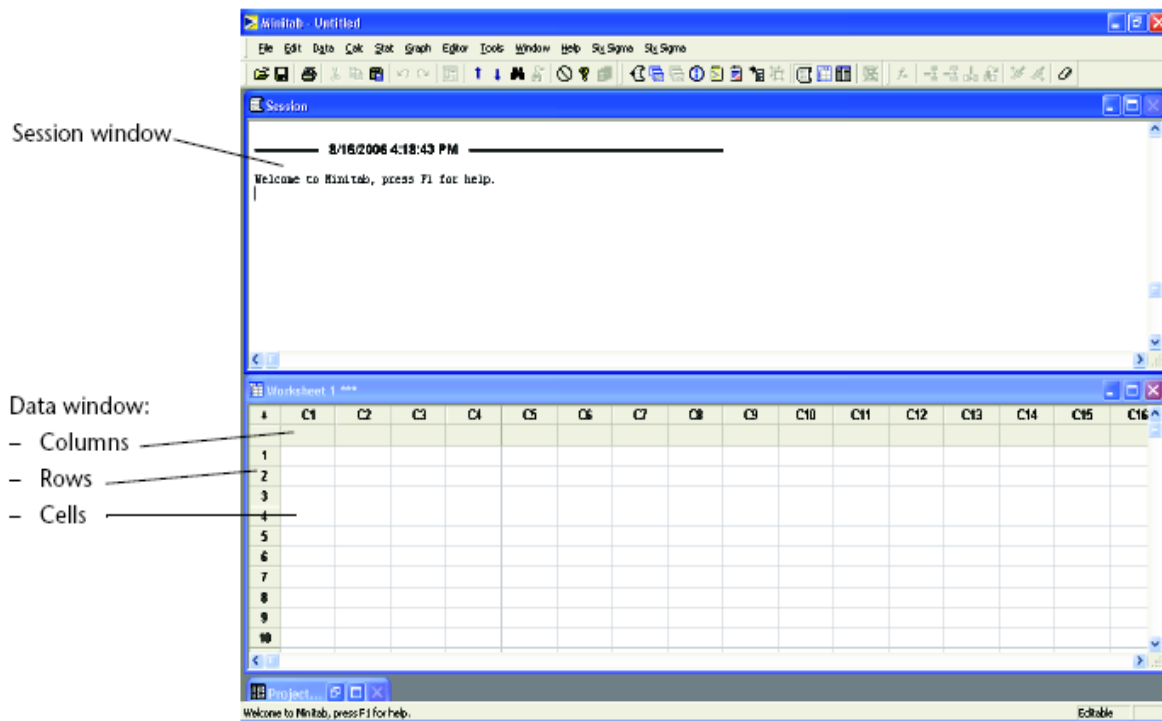 Minitab - Untitled
File Edit Data Calc Stat Graph Editor Tools Window Help Six Sigma Six Sigma
Session
Session window
8/16/2006 4:18:43 PM
Welcome to Minitab, press F1 for help.
Worksheet 1 ***
Data window:
– Columns
– Rows
– Cells
↓ C1 C2 C3 C4 C5 C6 C7 C8 C9 C10 C11 C12 C13 C14 C15 C16
1
2
3
4
5
6
7
8
9
10
Project...
Welcome to Minitab, press F1 for help. Editable